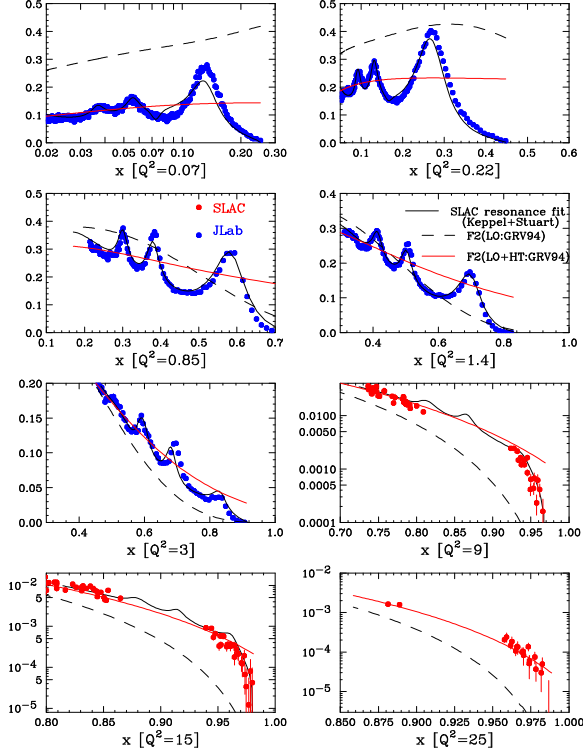 0.5
0.4
0.3
0.2
0.1
0.0
0.02 0.03 0.05 0.07 0.10 0.20 0.30
x [Q²=0.07]
0.5
0.4
0.3
0.2
0.1
0.0
0.1 0.2 0.3 0.4 0.5 0.6
x [Q²=0.22]
0.5
0.4
0.3
0.2
0.1
0.0
SLAC
JLab
0.1 0.2 0.3 0.4 0.5 0.6 0.7
x [Q²=0.85]
0.4
0.3
0.2
0.1
0.0
SLAC resonance fit
(Keppel+Stuart)
F2(LO:GRV94)
F2(LO+HT:GRV94)
0.4 0.6 0.8 1.0
x [Q²=1.4]
0.20
0.15
0.10
0.05
0.00
0.4 0.6 0.8 1.0
x [Q²=3]
0.0100
0.0050
0.0010
0.0005
0.0001
0.70 0.75 0.80 0.85 0.90 0.95 1.00
x [Q²=9]
10⁻²
5
10⁻³
5
10⁻⁴
5
10⁻⁵
0.80 0.85 0.90 0.95 1.00
x [Q²=15]
10⁻²
10⁻³
10⁻⁴
10⁻⁵
0.850 0.875 0.900 0.925 0.950 0.975 1.000
x [Q²=25]